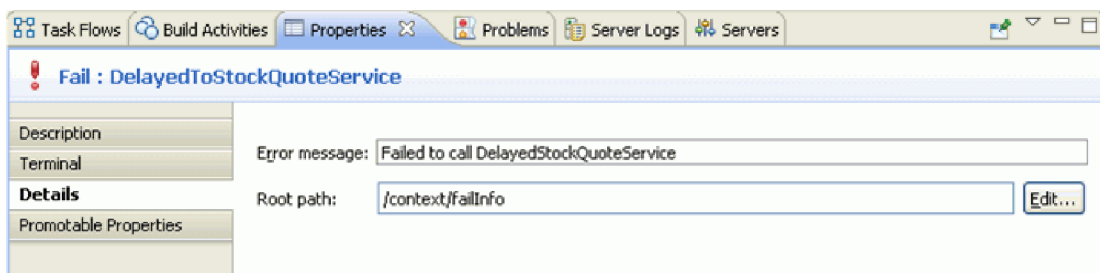 Task Flows Build Activities Properties Problems Server Logs Servers
Fail : DelayedToStockQuoteService
Description
Terminal
Details
Promotable Properties
Error message: Failed to call DelayedStockQuoteService
Root path: /context/failInfo Edit...